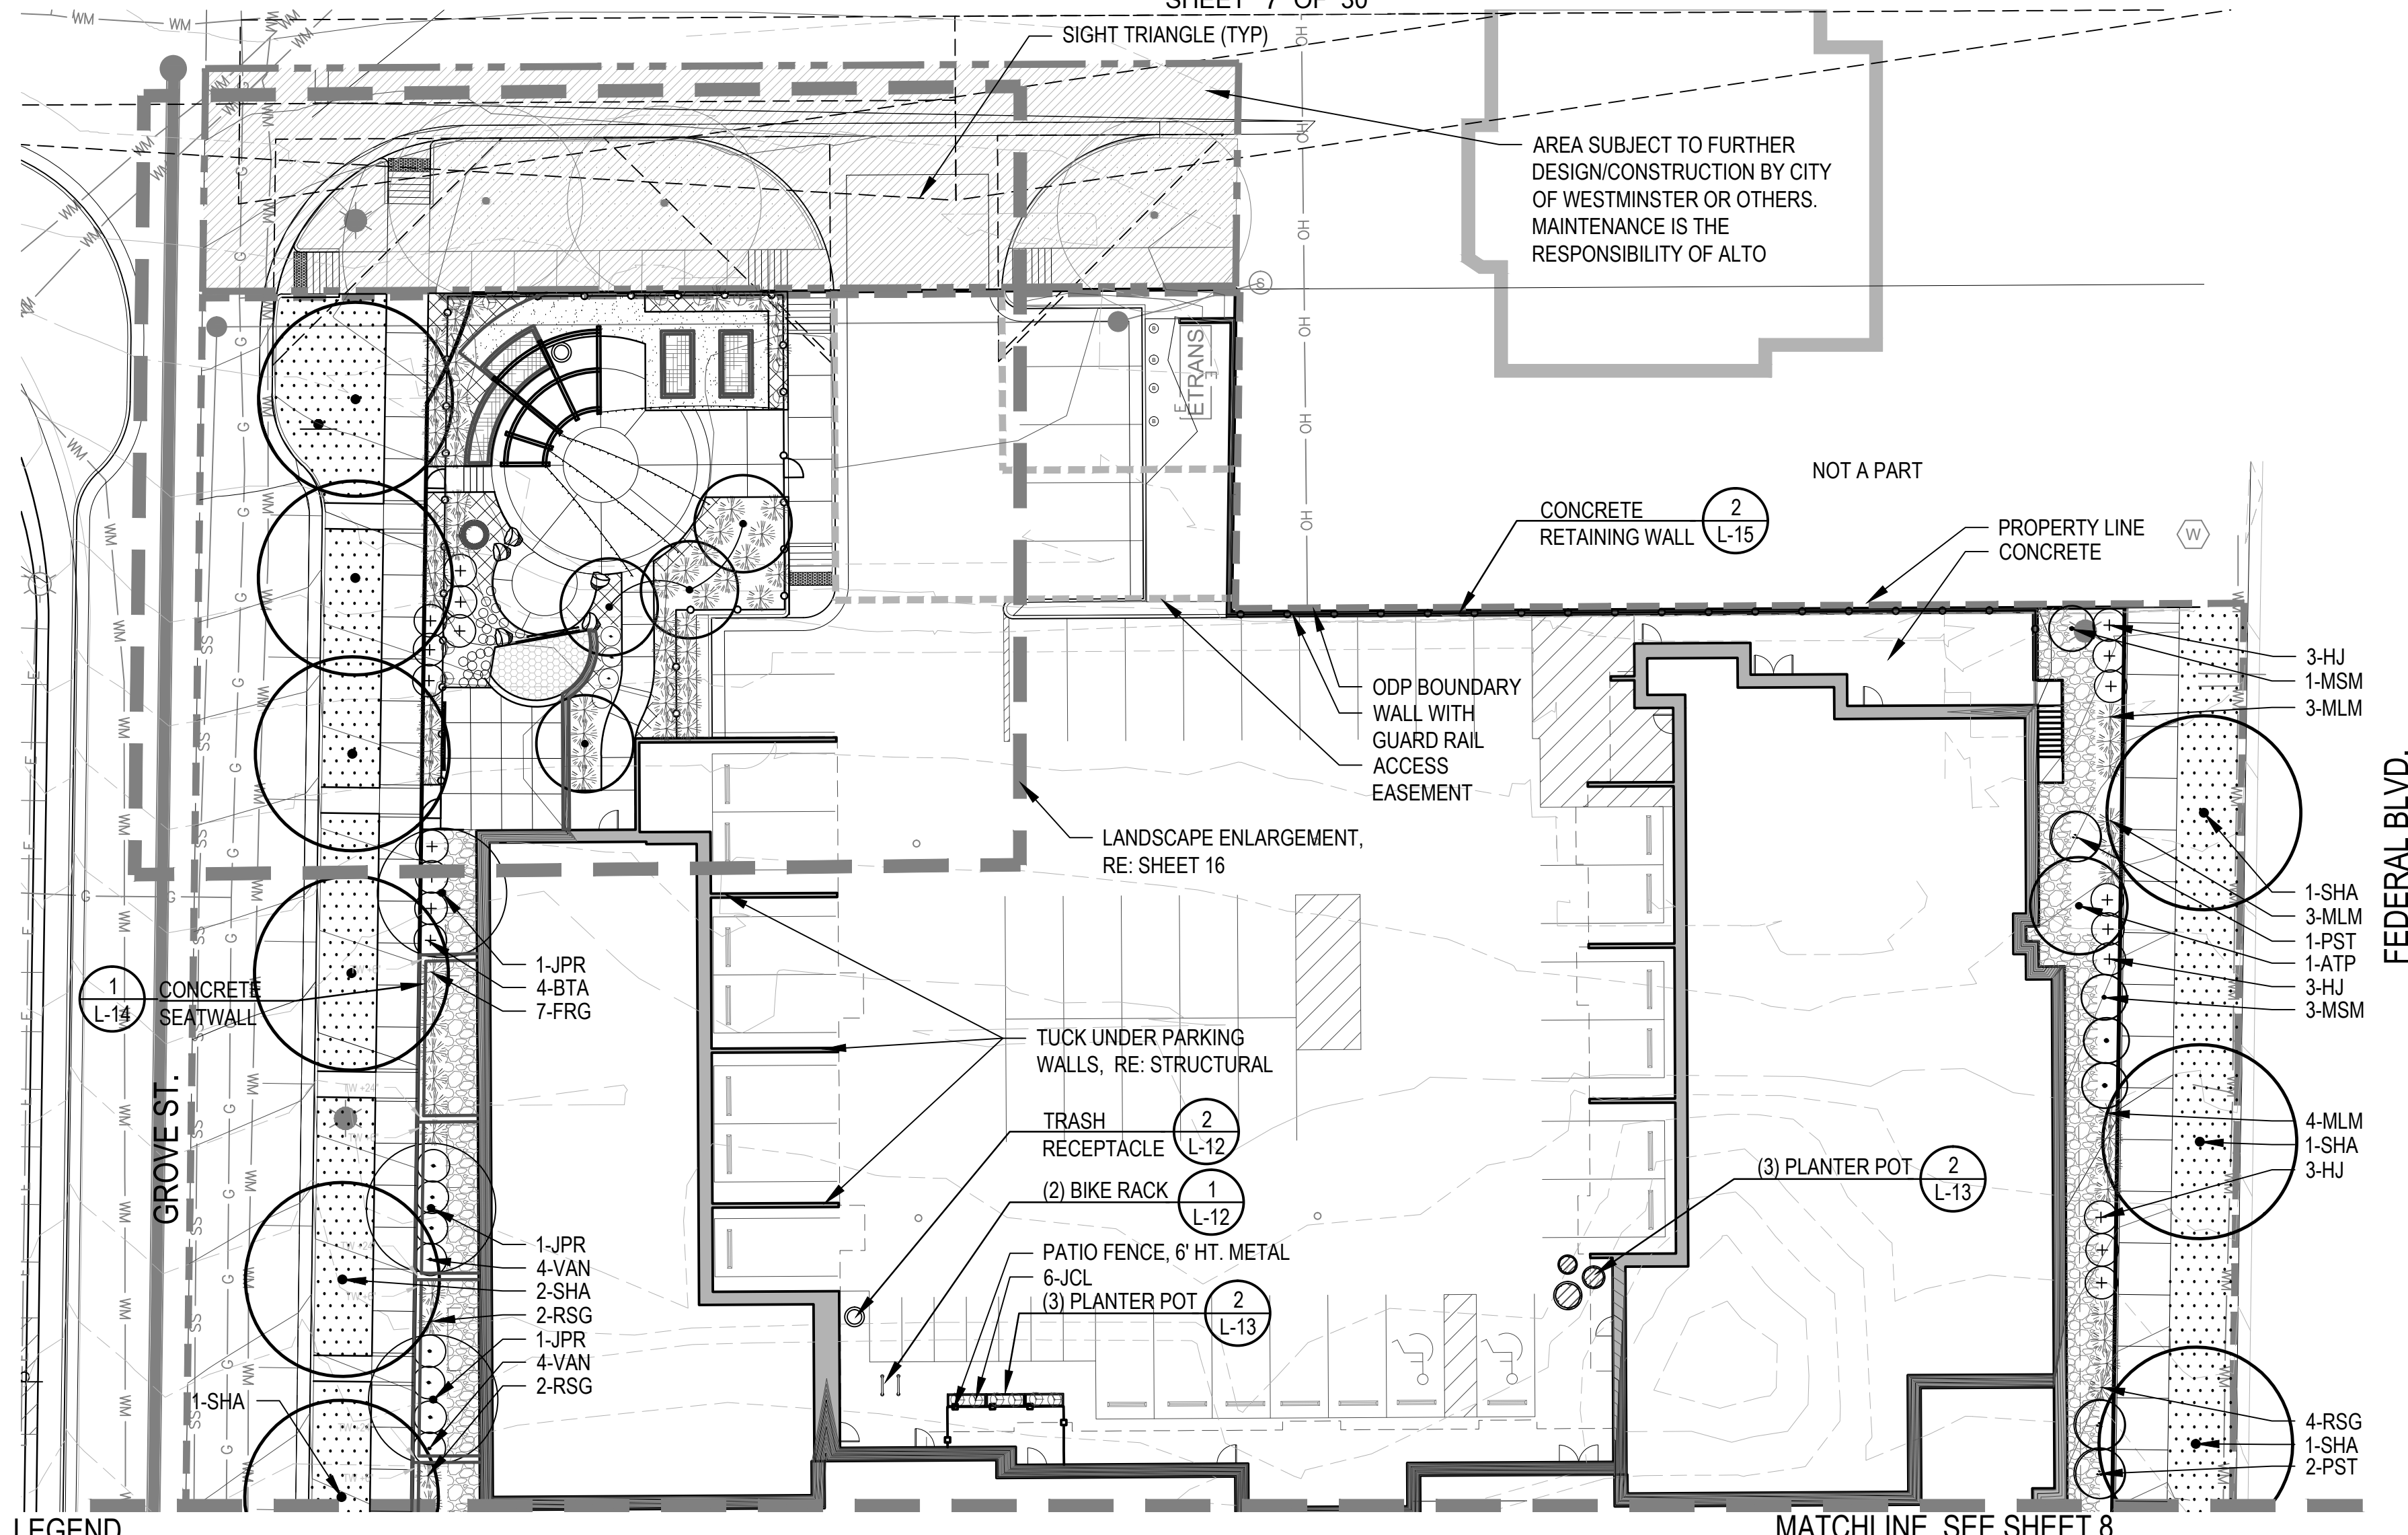 SHEET 7 OF 30
SIGHT TRIANGLE (TYP)
AREA SUBJECT TO FURTHER
DESIGN/CONSTRUCTION BY CITY
OF WESTMINSTER OR OTHERS.
MAINTENANCE IS THE
RESPONSIBILITY OF ALTO
ETRANS
NOT A PART
CONCRETE
RETAINING WALL
2
L-15
PROPERTY LINE
CONCRETE
W
S
ODP BOUNDARY
WALL WITH
GUARD RAIL
ACCESS
EASEMENT
LANDSCAPE ENLARGEMENT,
RE: SHEET 16
3-HJ
1-MSM
3-MLM
FEDERAL BLVD.
1-SHA
3-MLM
1-PST
1-ATP
3-HJ
3-MSM
4-MLM
1-SHA
3-HJ
4-RSG
1-SHA
2-PST
1
L-14
CONCRETE
SEATWALL
1-JPR
4-BTA
7-FRG
GROVE ST.
TUCK UNDER PARKING
WALLS, RE: STRUCTURAL
TRASH
RECEPTACLE
2
L-12
(2) BIKE RACK
1
L-12
PATIO FENCE, 6' HT. METAL
6-JCL
(3) PLANTER POT
2
L-13
(3) PLANTER POT
2
L-13
1-JPR
4-VAN
2-SHA
2-RSG
1-JPR
4-VAN
2-RSG
1-SHA
LEGEND
MATCHLINE, SEE SHEET 8